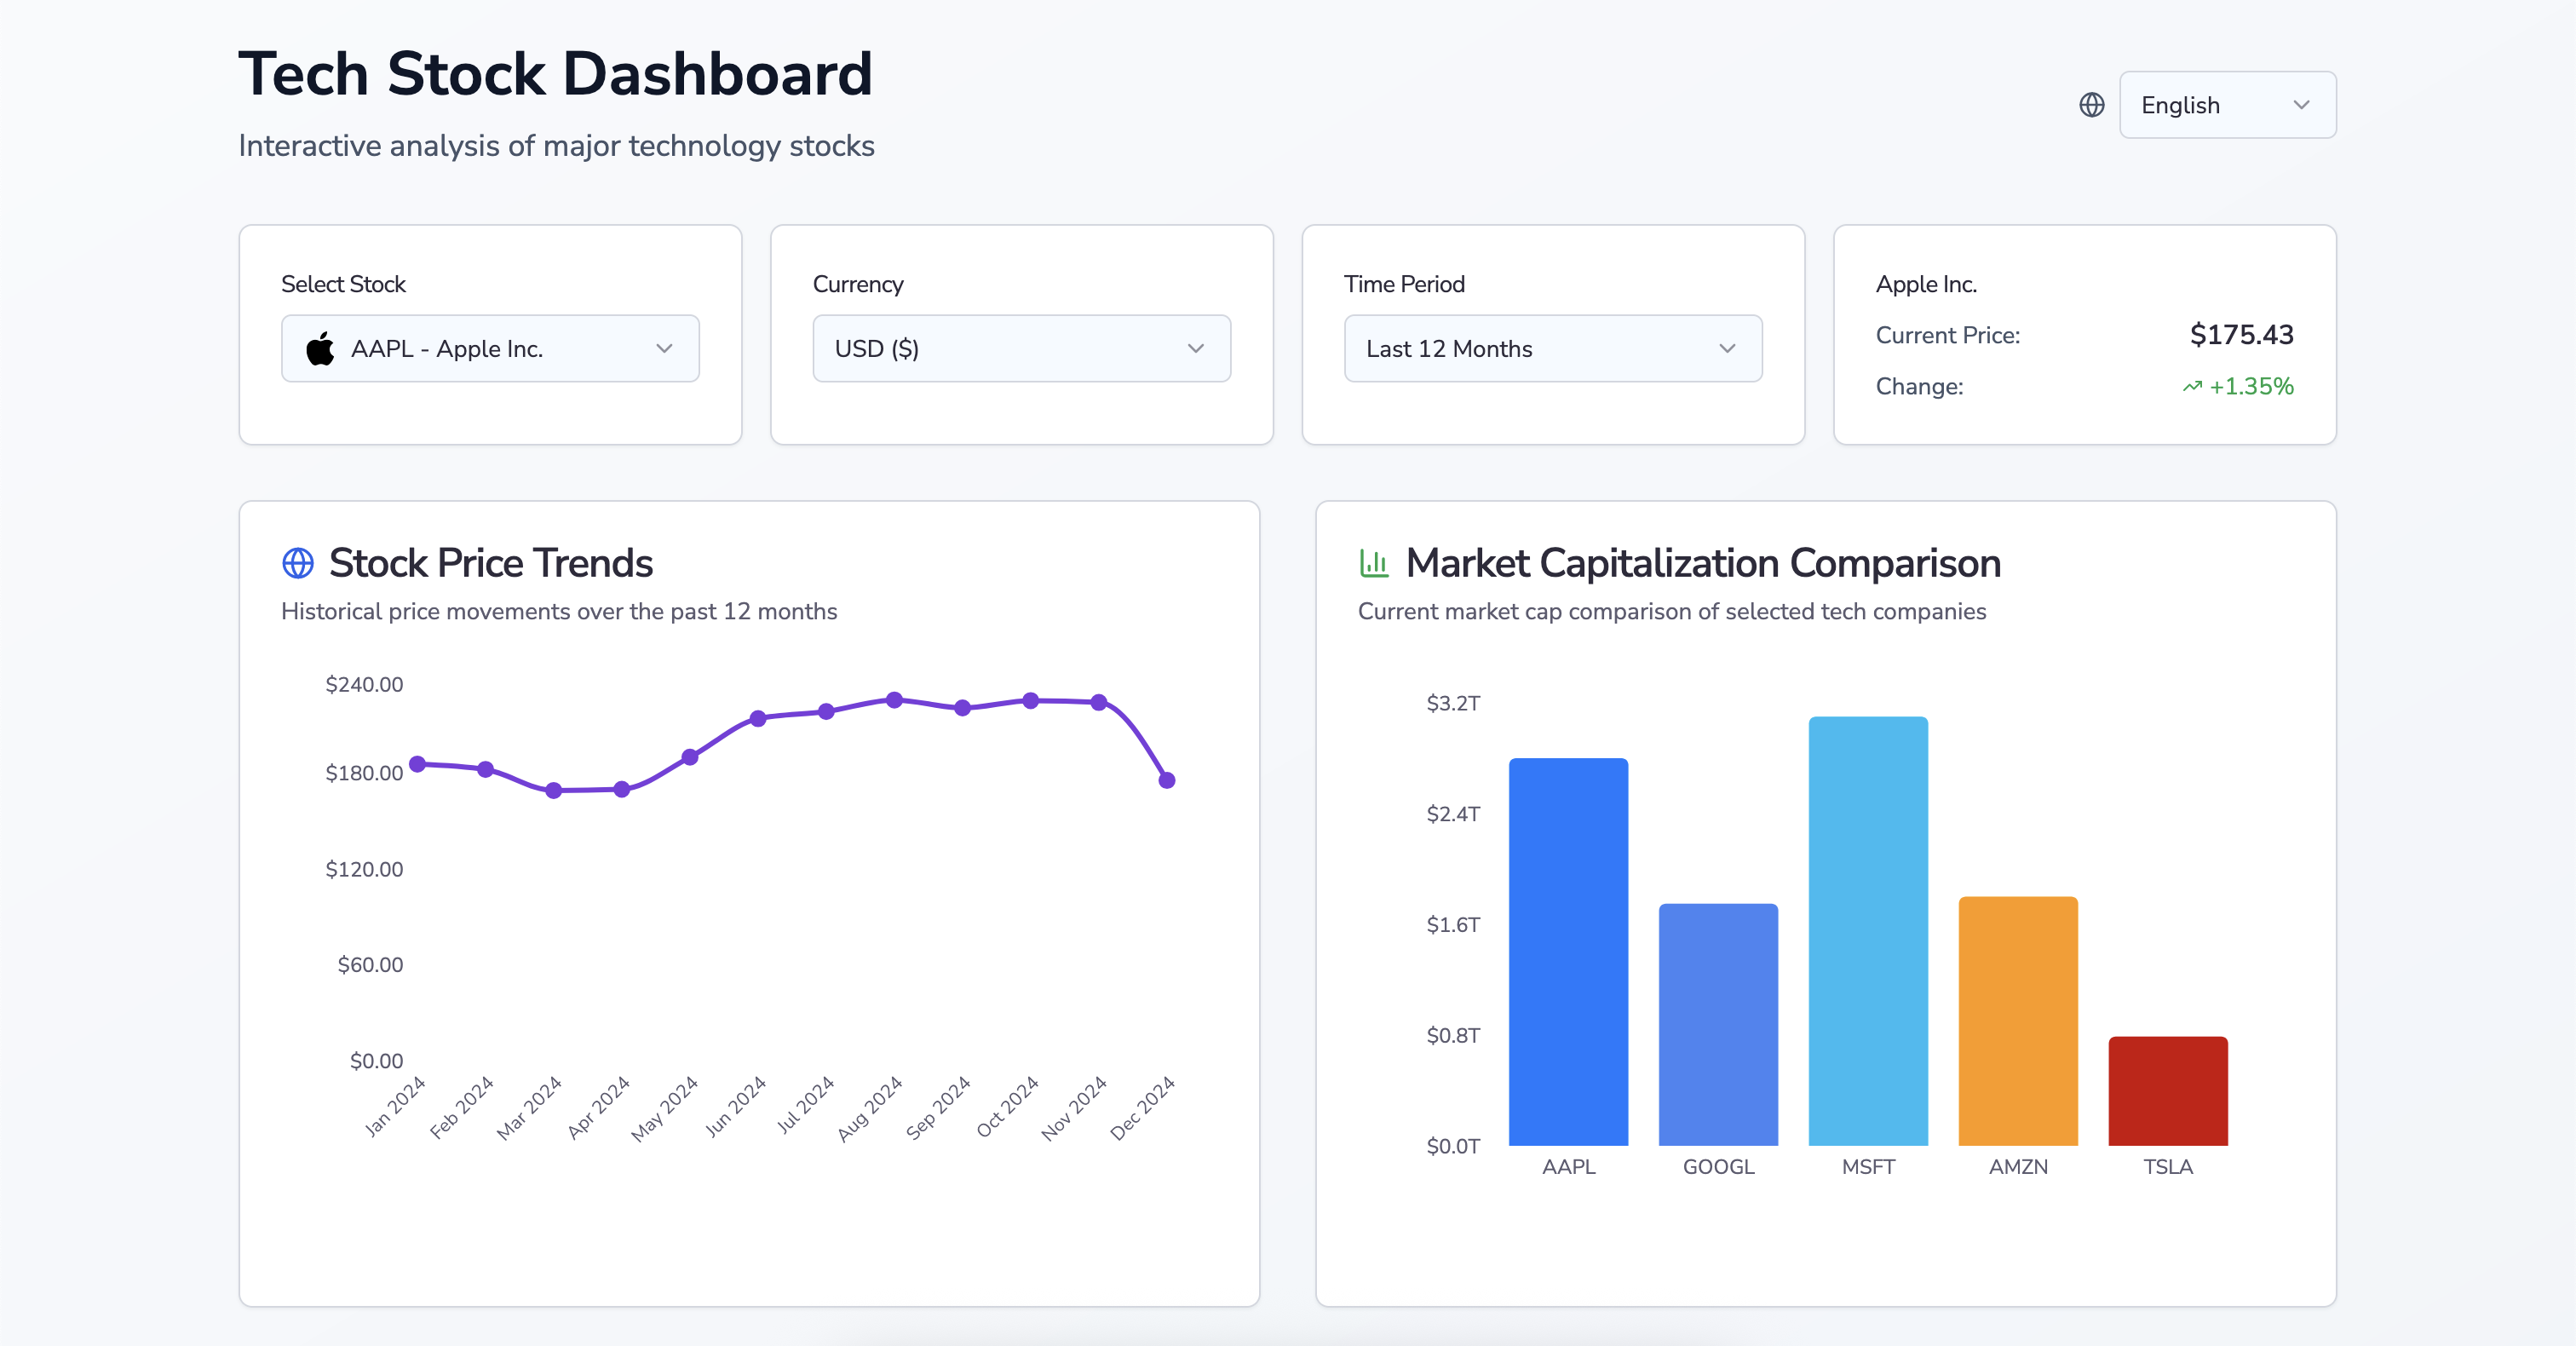 Tech Stock Dashboard
Interactive analysis of major technology stocks
English
Select Stock
AAPL - Apple Inc.
Currency
USD ($)
Time Period
Last 12 Months
Apple Inc.
Current Price: $175.43
Change: +1.35%
Stock Price Trends
Historical price movements over the past 12 months
$240.00
$180.00
$120.00
$60.00
$0.00
Jan 2024 Feb 2024 Mar 2024 Apr 2024 May 2024 Jun 2024 Jul 2024 Aug 2024 Sep 2024 Oct 2024 Nov 2024 Dec 2024
Market Capitalization Comparison
Current market cap comparison of selected tech companies
$3.2T
$2.4T
$1.6T
$0.8T
$0.0T
AAPL GOOGL MSFT AMZN TSLA